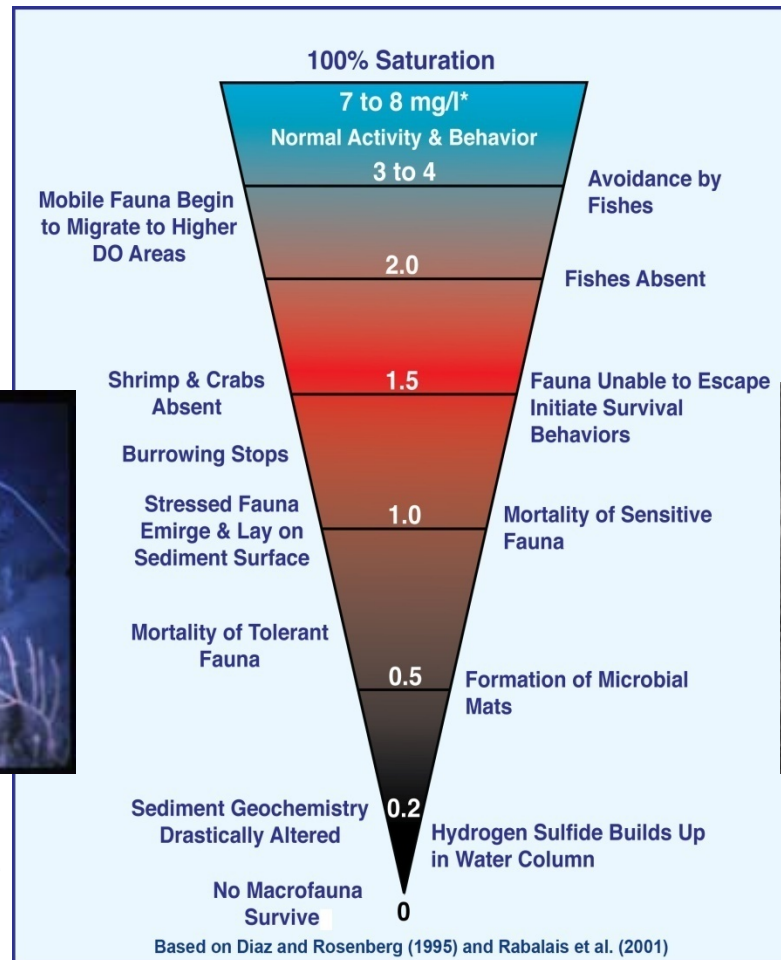 100% Saturation
7 to 8 mg/l*
Normal Activity & Behavior
3 to 4
Avoidance by
Fishes
Mobile Fauna Begin
to Migrate to Higher
DO Areas
2.0
Fishes Absent
Shrimp & Crabs
Absent
1.5
Fauna Unable to Escape
Initiate Survival
Behaviors
Burrowing Stops
Stressed Fauna
Emirge & Lay on
Sediment Surface
1.0
Mortality of Sensitive
Fauna
Mortality of Tolerant
Fauna
0.5
Formation of Microbial
Mats
Sediment Geochemistry
Drastically Altered
0.2
Hydrogen Sulfide Builds Up
in Water Column
No Macrofauna
Survive
0
Based on Diaz and Rosenberg (1995) and Rabalais et al. (2001)